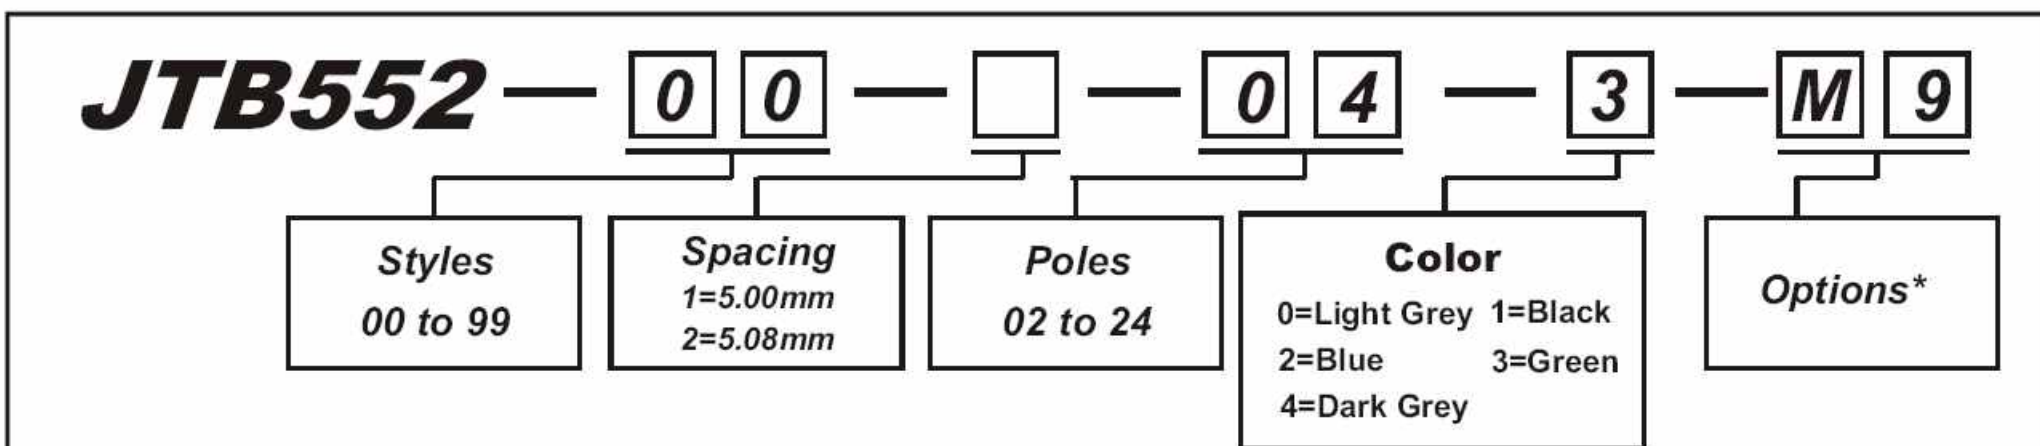 JTB552 — 0 0 — — 0 4 — 3 — M 9
Styles
00 to 99
Spacing
1=5.00mm
2=5.08mm
Poles
02 to 24
Color
0=Light Grey 1=Black
2=Blue 3=Green
4=Dark Grey
Options*